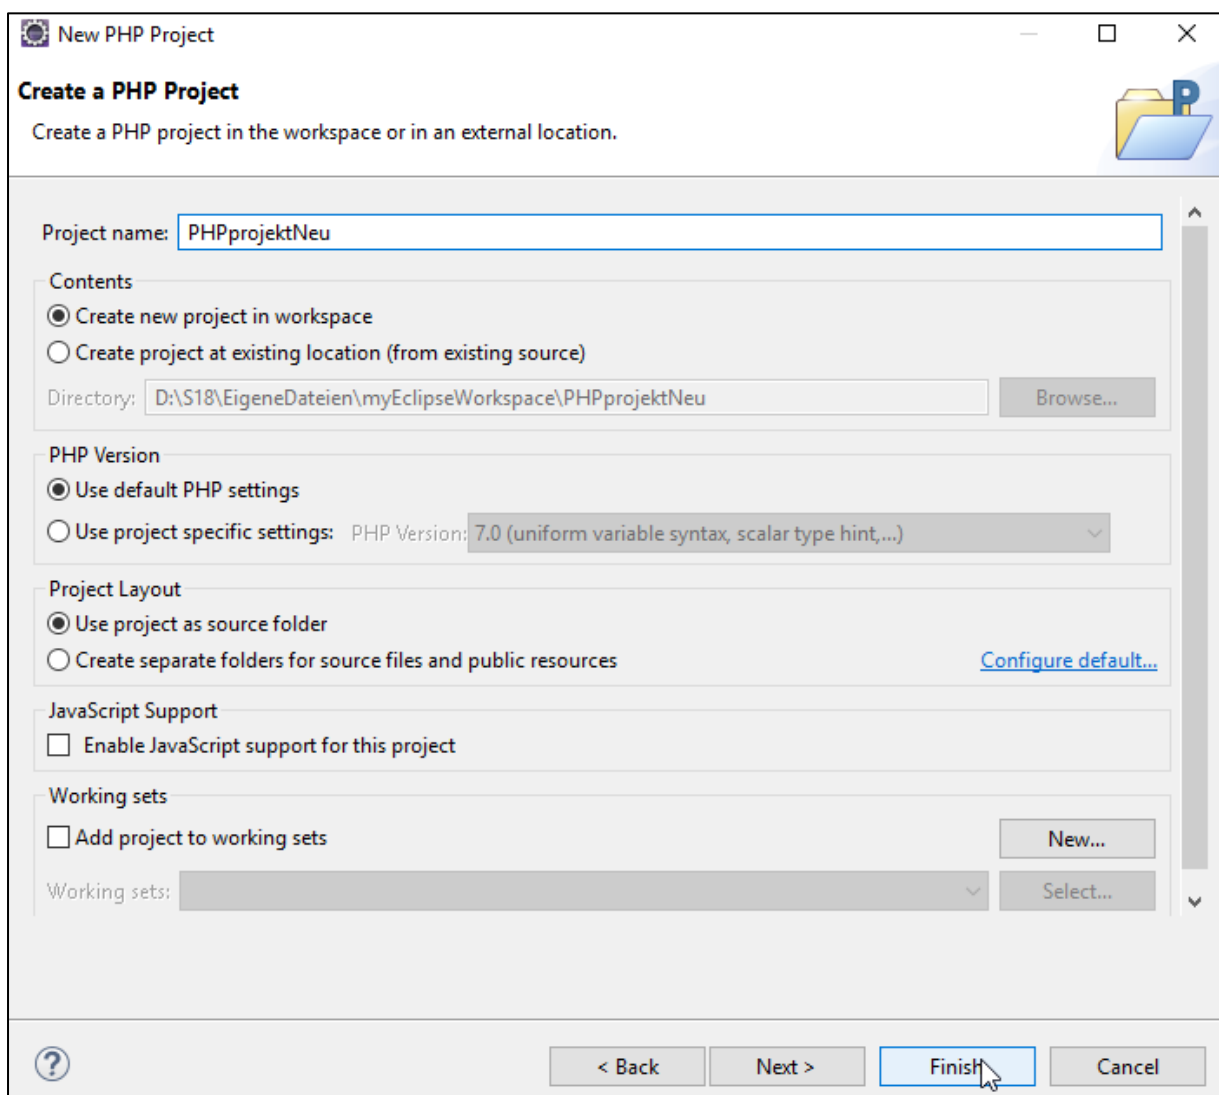 New PHP Project
Create a PHP Project
Create a PHP project in the workspace or in an external location.
P
Project name: PHPprojektNeu
Contents
Create new project in workspace
Create project at existing location (from existing source)
Directory: D:\S18\EigeneDateien\myEclipseWorkspace\PHPprojektNeu Browse...
PHP Version
Use default PHP settings
Use project specific settings: PHP Version: 7.0 (uniform variable syntax, scalar type hint,...)
Project Layout
Use project as source folder
Create separate folders for source files and public resources Configure default...
JavaScript Support
Enable JavaScript support for this project
Working sets
Add project to working sets New...
Working sets: Select...
? < Back Next > Finish Cancel